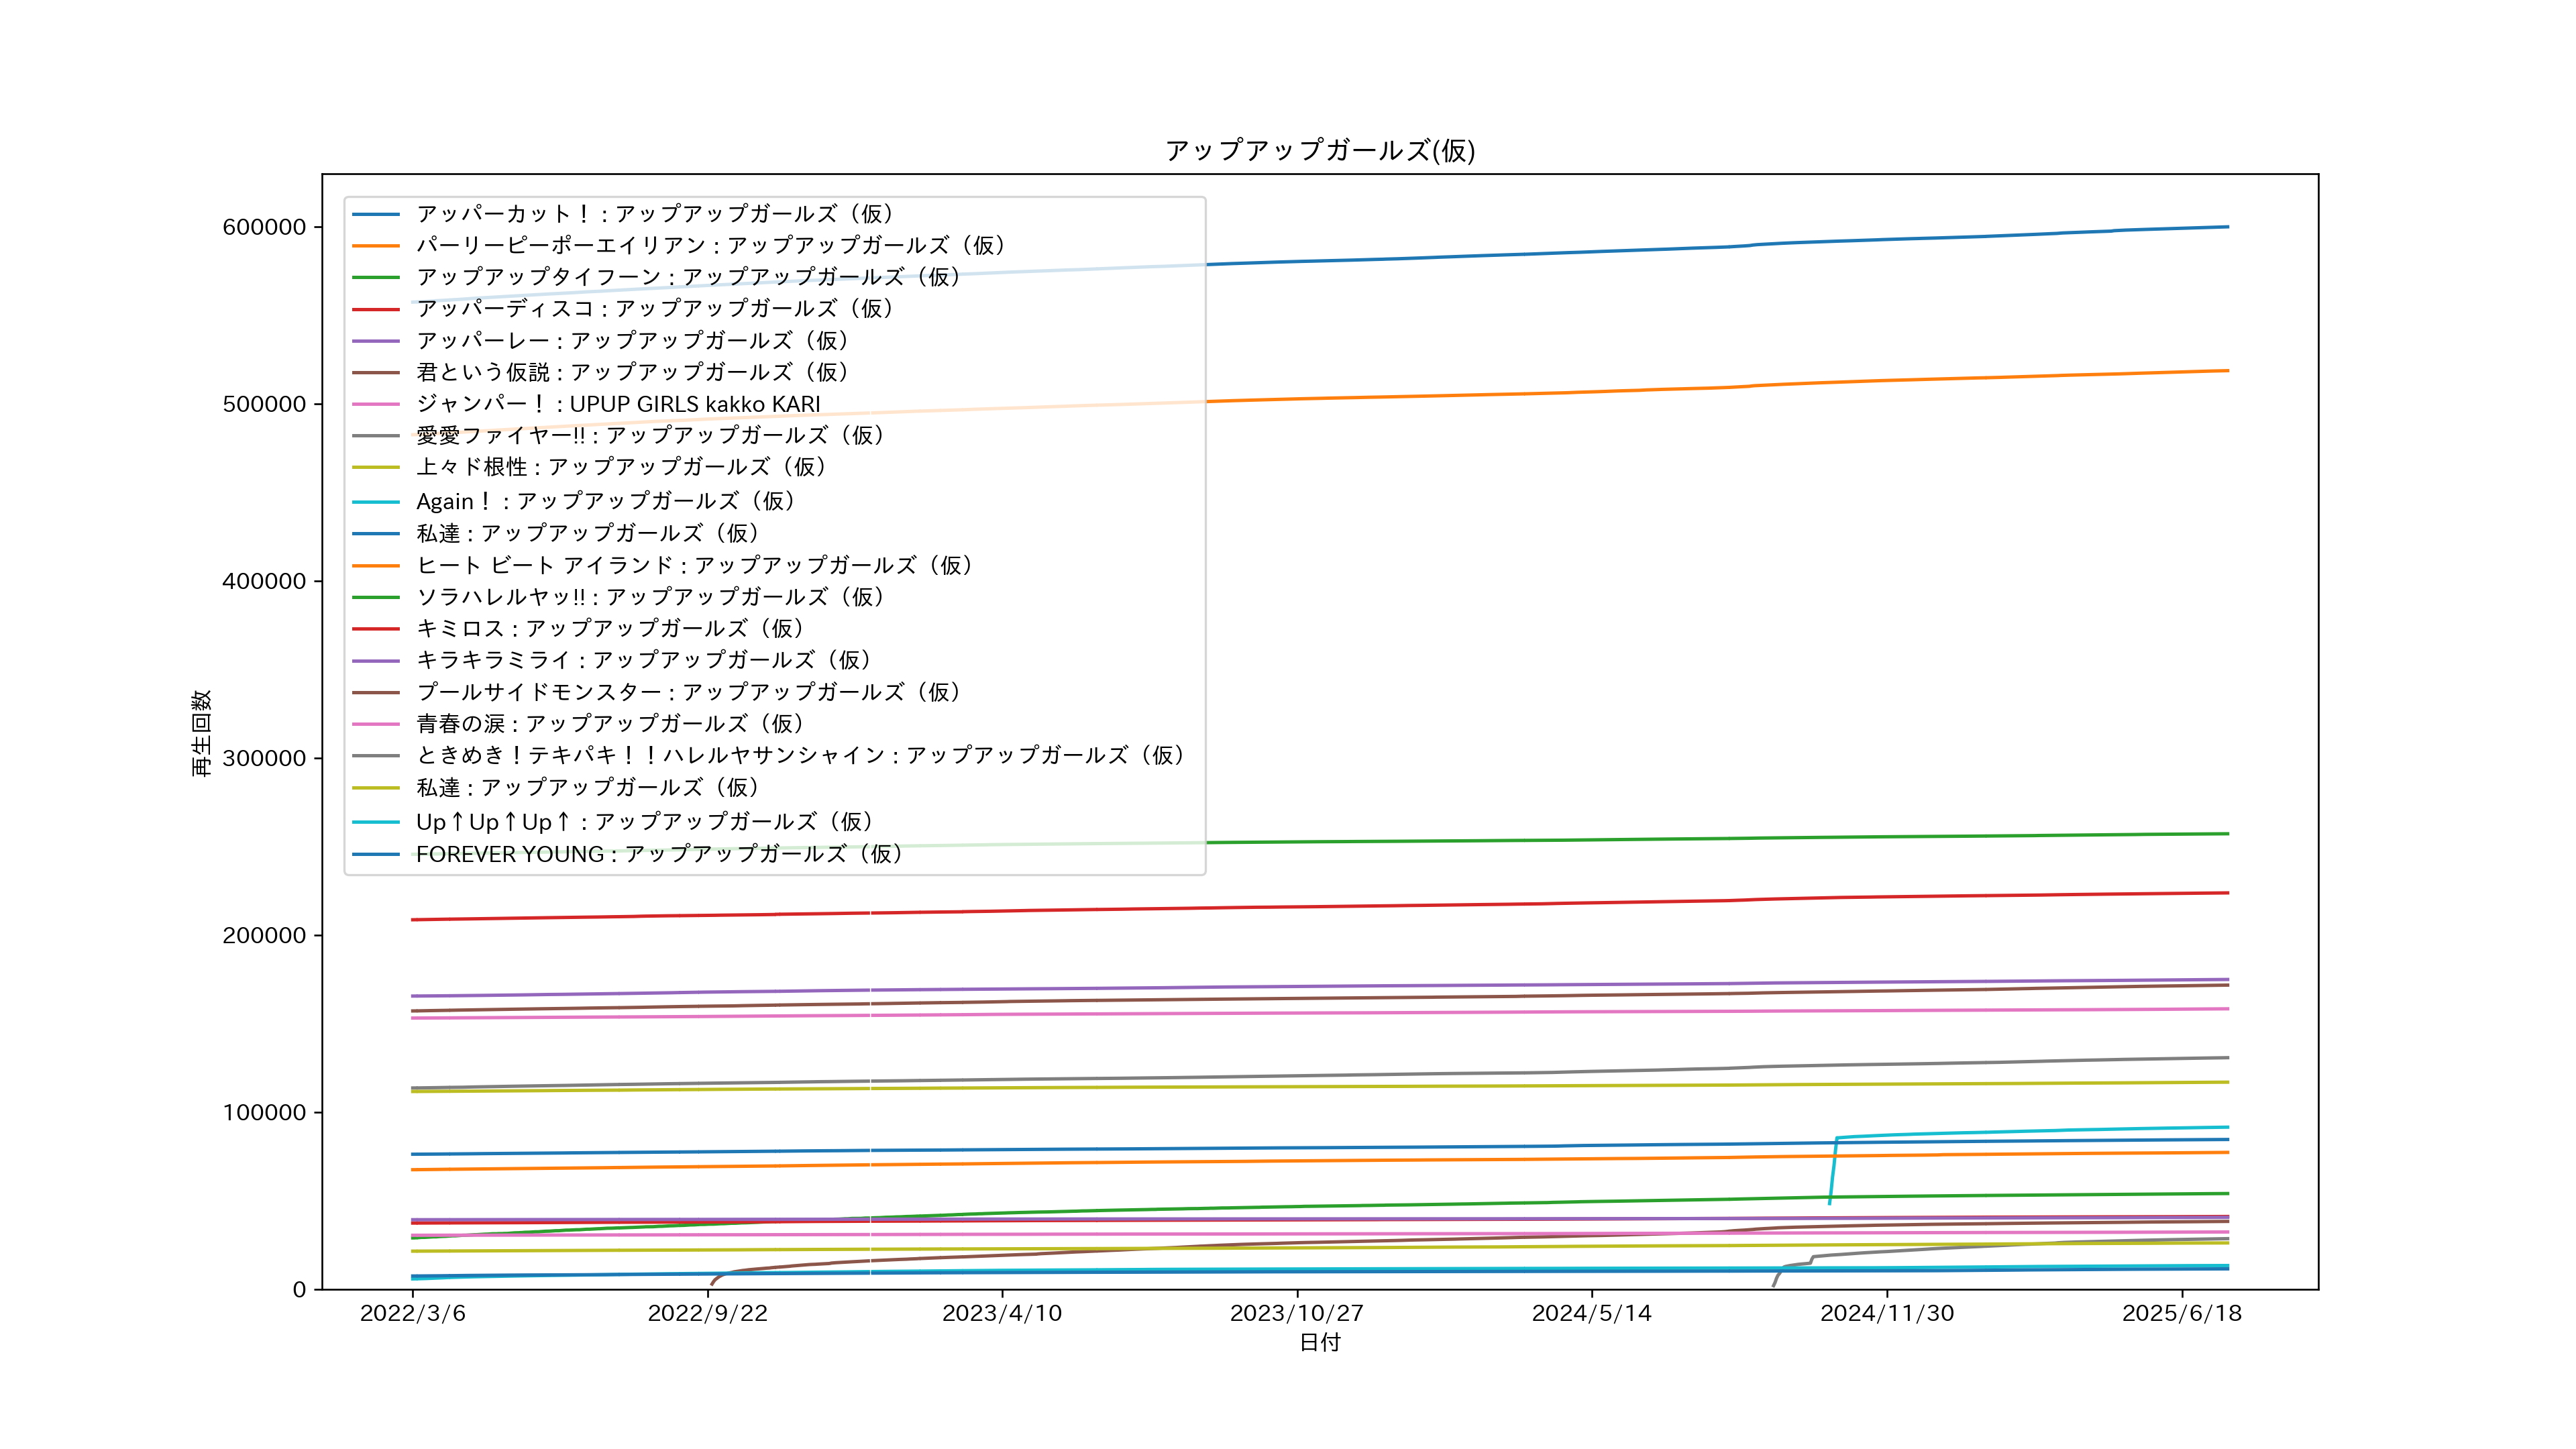 アップアップガールズ(仮)
アッパーカット！ : アップアップガールズ（仮）
パーリーピーポーエイリアン : アップアップガールズ（仮）
アップアップタイフーン : アップアップガールズ（仮）
アッパーディスコ : アップアップガールズ（仮）
アッパーレー : アップアップガールズ（仮）
君という仮説 : アップアップガールズ（仮）
ジャンパー！ : UPUP GIRLS kakko KARI
愛愛ファイヤー!! : アップアップガールズ（仮）
上々ド根性 : アップアップガールズ（仮）
Again！ : アップアップガールズ（仮）
私達 : アップアップガールズ（仮）
ヒート ビート アイランド : アップアップガールズ（仮）
ソラハレルヤッ!! : アップアップガールズ（仮）
キミロス : アップアップガールズ（仮）
キラキラミライ : アップアップガールズ（仮）
プールサイドモンスター : アップアップガールズ（仮）
青春の涙 : アップアップガールズ（仮）
ときめき！テキパキ！！ハレルヤサンシャイン : アップアップガールズ（仮）
私達 : アップアップガールズ（仮）
Up↑Up↑Up↑ : アップアップガールズ（仮）
FOREVER YOUNG : アップアップガールズ（仮）
再生回数
600000
500000
400000
300000
200000
100000
0
2022/3/6 2022/9/22 2023/4/10 2023/10/27 2024/5/14 2024/11/30 2025/6/18
日付